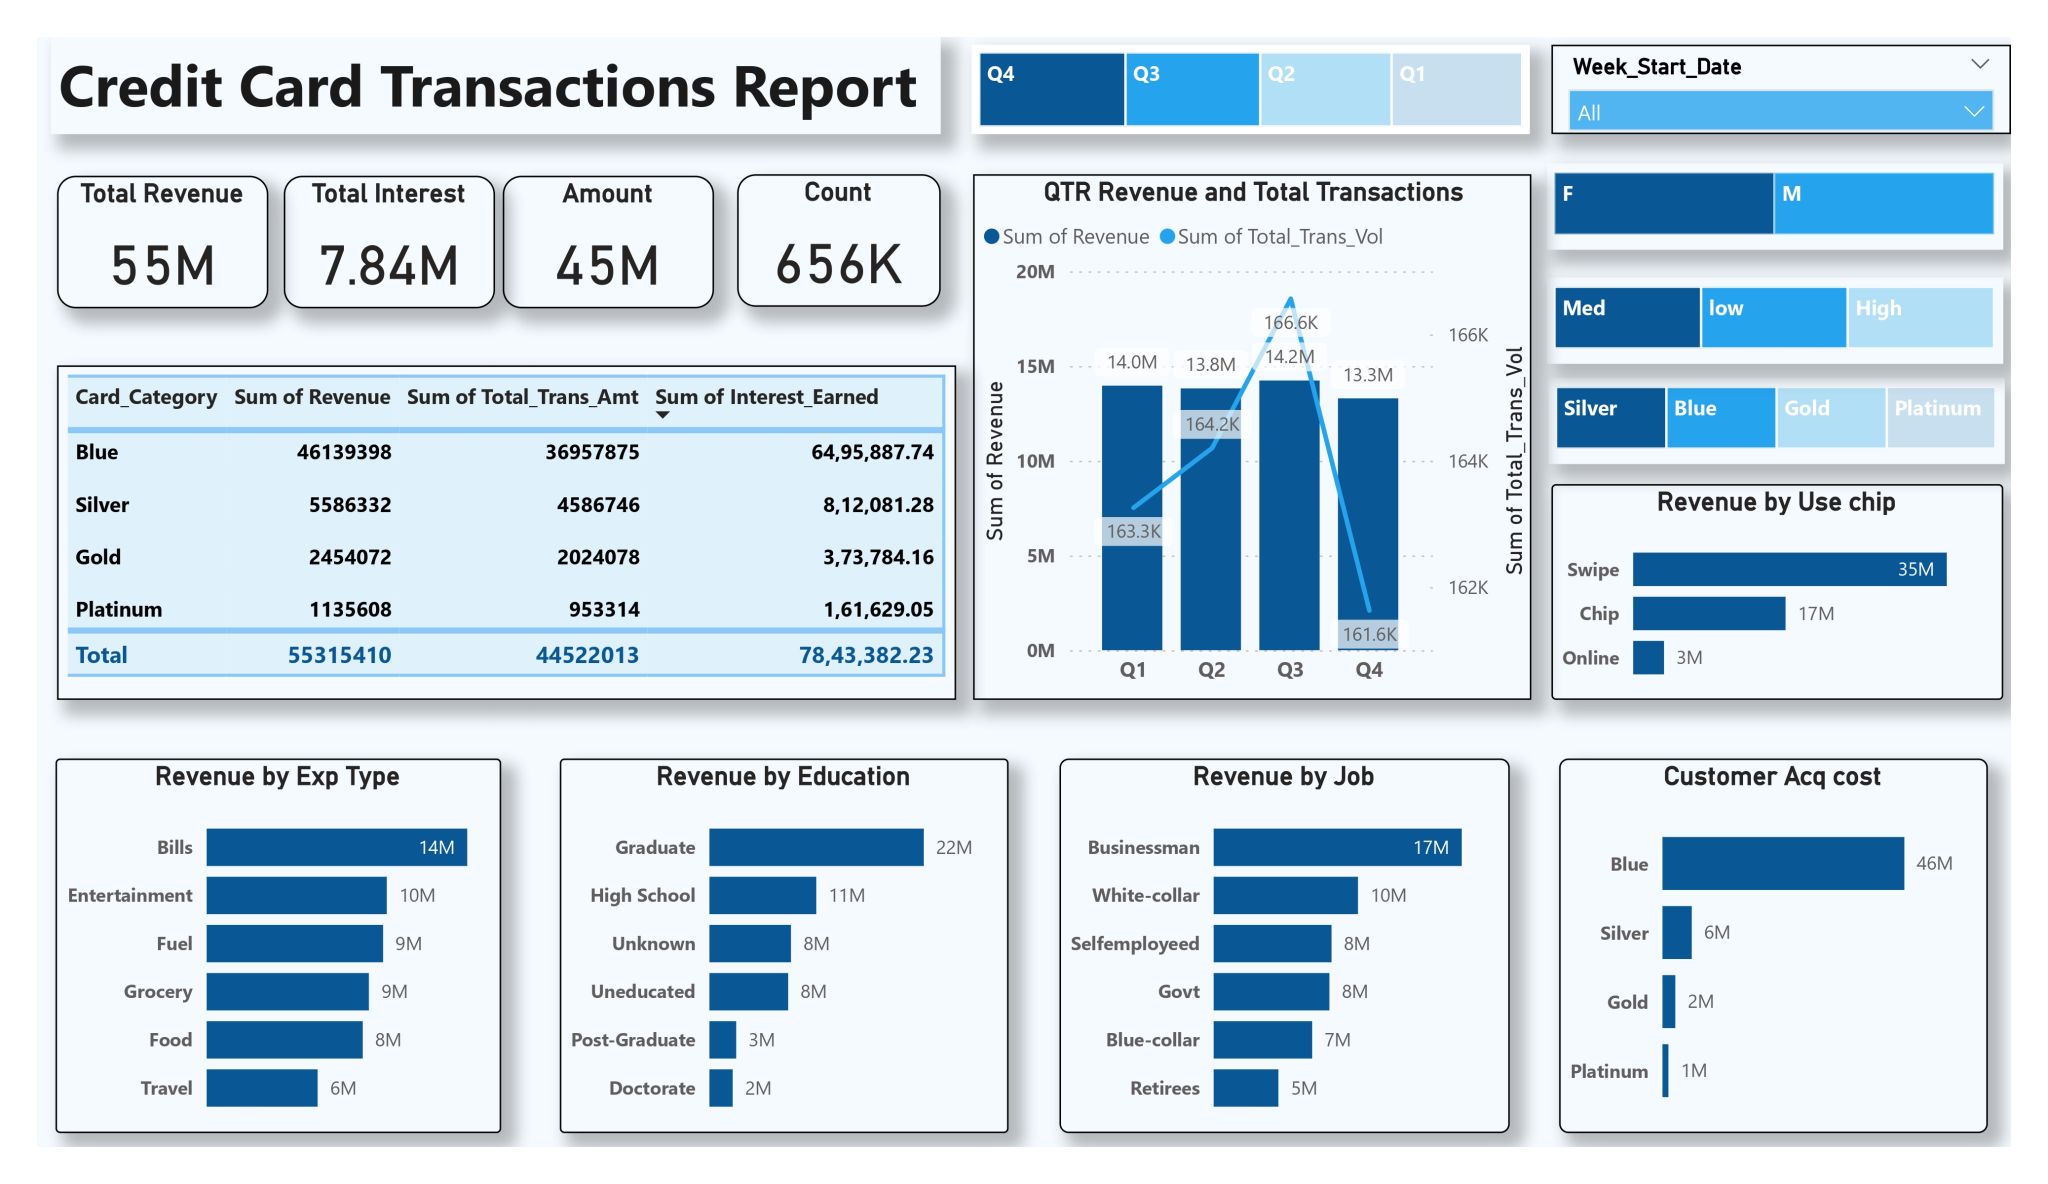 Credit Card Transactions Report
Q4 Q3 Q2 Q1
Week_Start_Date
All
Total Revenue
55M
Total Interest
7.84M
Amount
45M
Count
656K
F M
Med low High
Silver Blue Gold Platinum
Card_Category Sum of Revenue Sum of Total_Trans_Amt Sum of Interest_Earned
Blue 46139398 36957875 64,95,887.74
Silver 5586332 4586746 8,12,081.28
Gold 2454072 2024078 3,73,784.16
Platinum 1135608 953314 1,61,629.05
Total 55315410 44522013 78,43,382.23
QTR Revenue and Total Transactions
Sum of Revenue Sum of Total_Trans_Vol
20M
15M
10M
5M
0M
Sum of Revenue
14.0M 13.8M 14.2M 13.3M
163.3K 164.2K 166.6K 161.6K
166K
164K
162K
Sum of Total_Trans_Vol
Q1 Q2 Q3 Q4
Revenue by Use chip
Swipe 35M
Chip 17M
Online 3M
Revenue by Exp Type
Bills 14M
Entertainment 10M
Fuel 9M
Grocery 9M
Food 8M
Travel 6M
Revenue by Education
Graduate 22M
High School 11M
Unknown 8M
Uneducated 8M
Post-Graduate 3M
Doctorate 2M
Revenue by Job
Businessman 17M
White-collar 10M
Selfemployeed 8M
Govt 8M
Blue-collar 7M
Retirees 5M
Customer Acq cost
Blue 46M
Silver 6M
Gold 2M
Platinum 1M